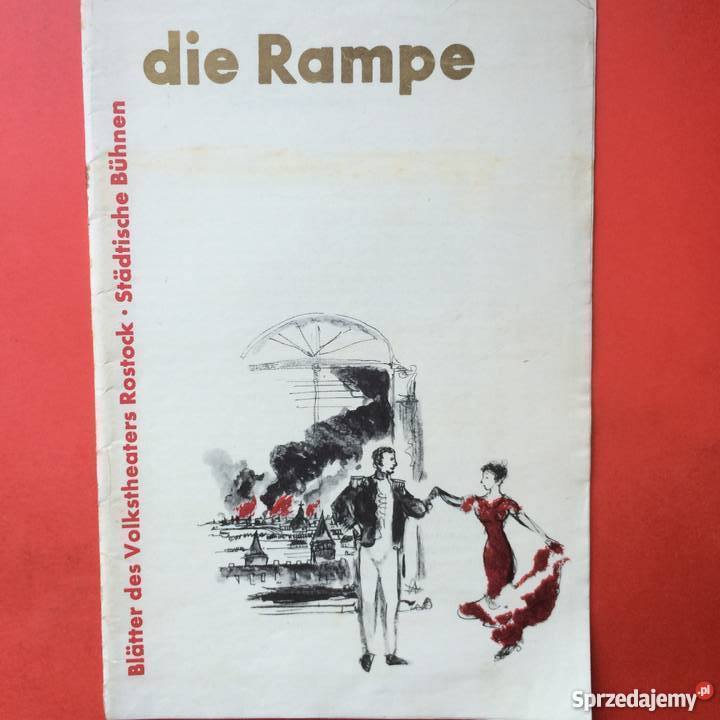 die Rampe
Blätter des Volkstheaters Rostock · Städtische Bühnen
Sprzedajemy.pl